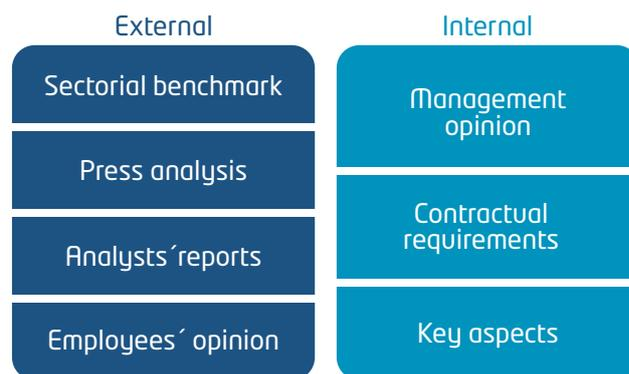 External
Sectorial benchmark
Press analysis
Analysts´reports
Employees´ opinion
Internal
Management
opinion
Contractual
requirements
Key aspects